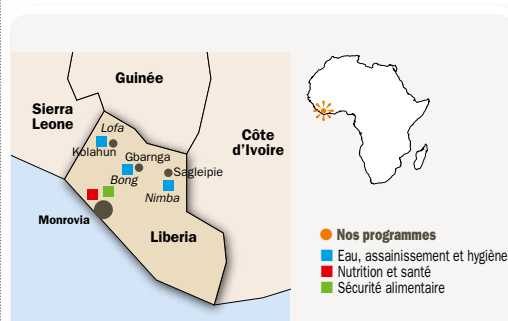 Guinée
Sierra
Leone
Lofa
Kolahun
Gbarnga
Côte
d'Ivoire
Bong
Sagleipie
Nimba
Monrovia
Liberia
Nos programmes
Eau, assainissement et hygiène
Nutrition et santé
Sécurité alimentaire